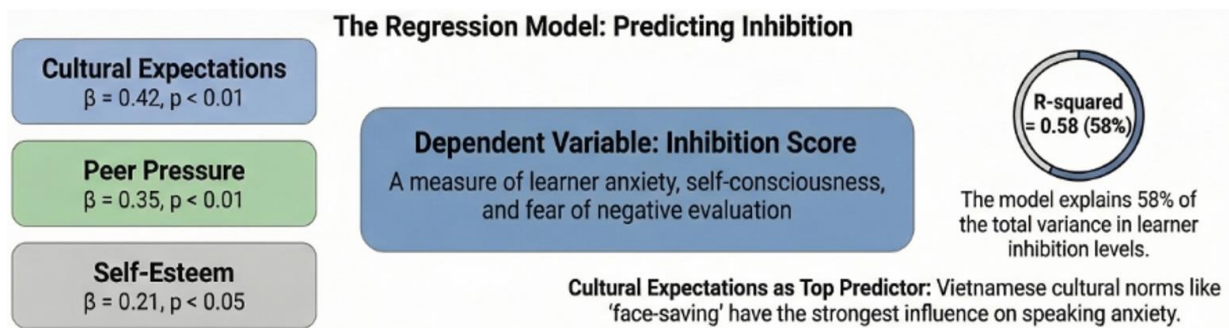 The Regression Model: Predicting Inhibition
Cultural Expectations
β = 0.42, p < 0.01
Peer Pressure
β = 0.35, p < 0.01
Self-Esteem
β = 0.21, p < 0.05
Dependent Variable: Inhibition Score
A measure of learner anxiety, self-consciousness,
and fear of negative evaluation
R-squared
= 0.58 (58%)
The model explains 58% of
the total variance in learner
inhibition levels.
Cultural Expectations as Top Predictor: Vietnamese cultural norms like
'face-saving' have the strongest influence on speaking anxiety.